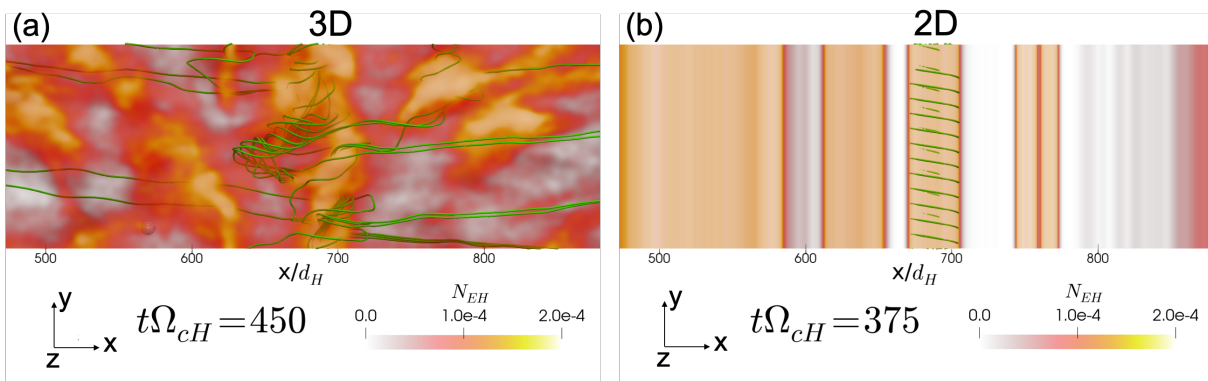 (a) 3D
500 600 700 800
x/d_H
y
z x
tΩ_cH=450
N_EH
0.0 1.0e-4 2.0e-4
(b) 2D
500 600 700 800
x/d_H
y
z x
tΩ_cH=375
N_EH
0.0 1.0e-4 2.0e-4